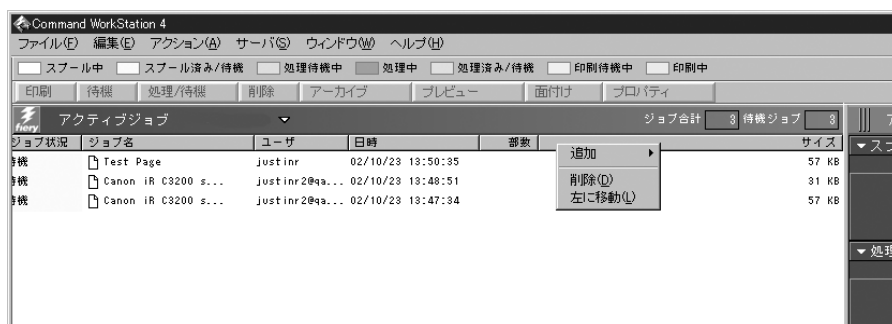 Command WorkStation 4
ファイル(F) 編集(E) アクション(A) サーバ(S) ウィンドウ(W) ヘルプ(H)
スプール中 スプール済み/待機 処理待機中 処理中 処理済み/待機 印刷待機中 印刷中
印刷 待機 処理/待機 削除 アーカイブ プレビュー 面付け プロパティ
fiery アクティブジョブ ジョブ合計 3 待機ジョブ 3
ジョブ状況 ジョブ名 ユーザ 日時 部数 サイズ
待機 Test Page justinr 02/10/23 13:50:35 57 KB
待機 Canon iR C3200 s... justinr2@qa... 02/10/23 13:48:51 31 KB
待機 Canon iR C3200 s... justinr2@qa... 02/10/23 13:47:34 57 KB
追加
削除(D)
左に移動(L)
スプ
処理